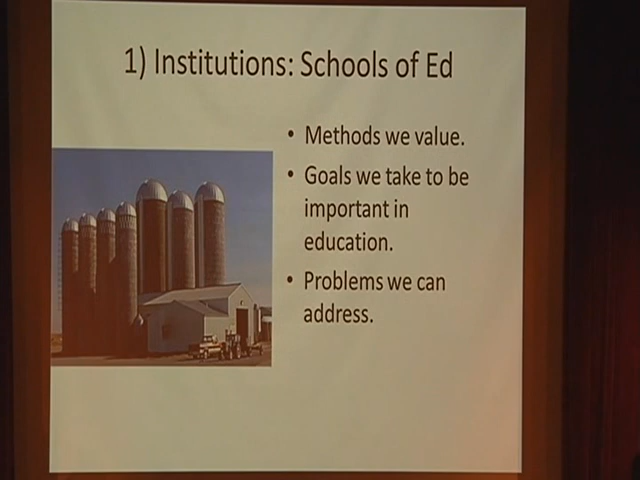 1) Institutions: Schools of Ed
• Methods we value.
• Goals we take to be
important in
education.
• Problems we can
address.